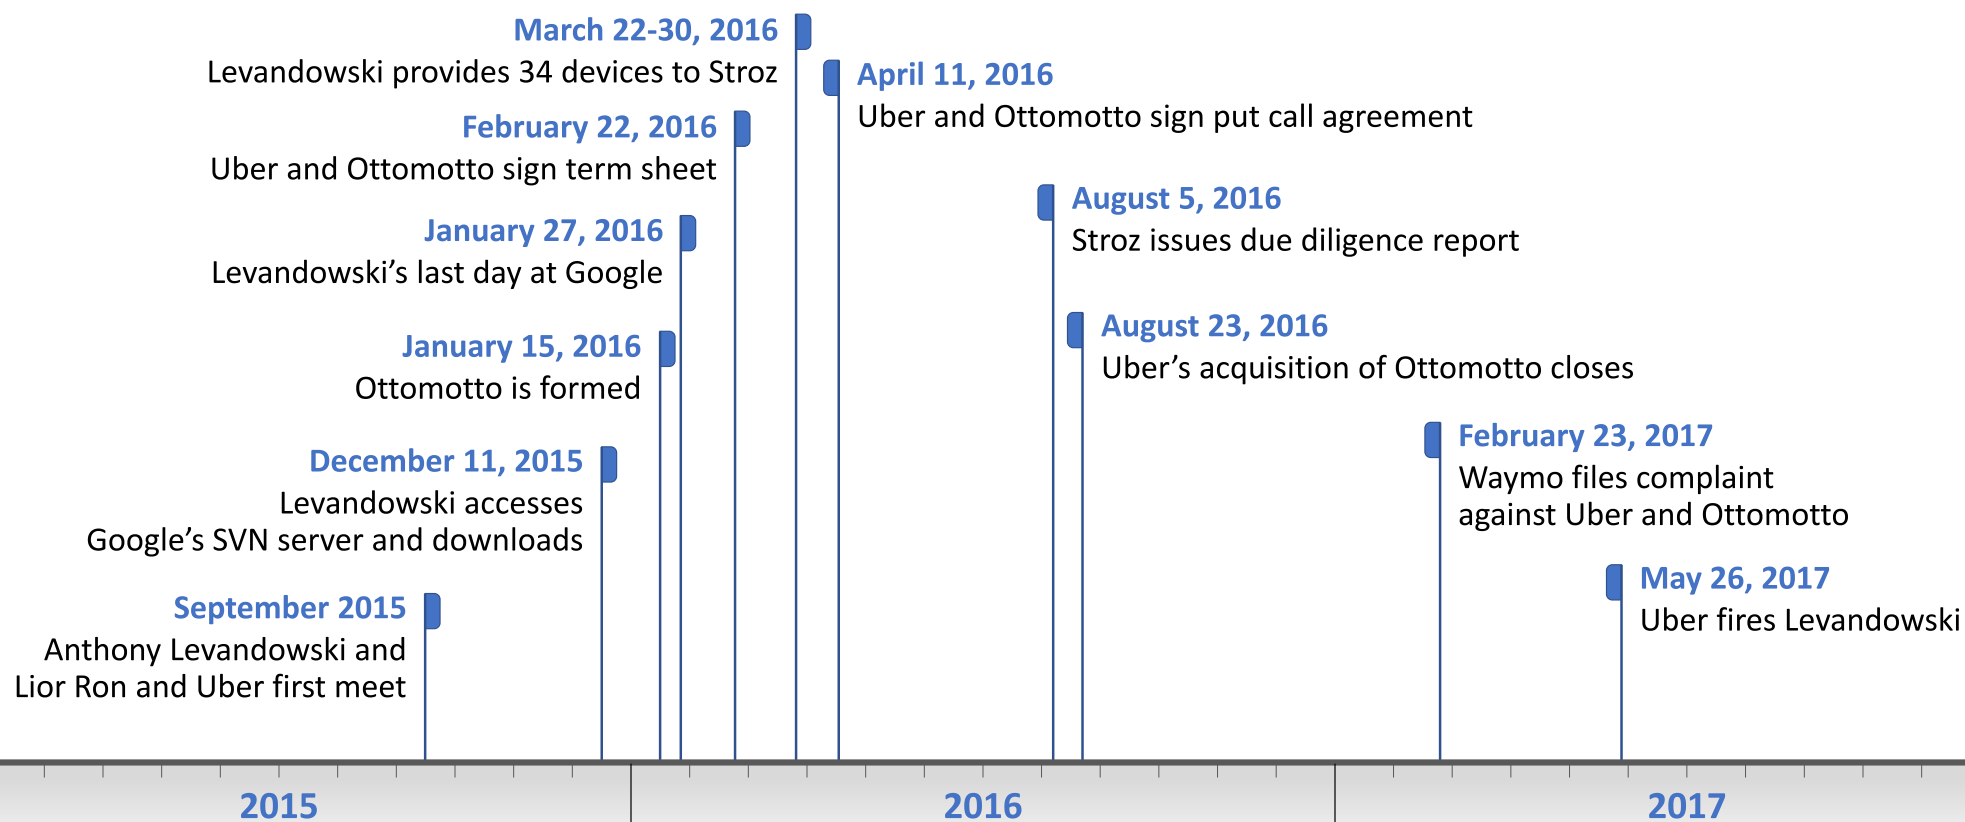 March 22-30, 2016
Levandowski provides 34 devices to Stroz
April 11, 2016
Uber and Ottomotto sign put call agreement
February 22, 2016
Uber and Ottomotto sign term sheet
August 5, 2016
Stroz issues due diligence report
January 27, 2016
Levandowski’s last day at Google
August 23, 2016
Uber’s acquisition of Ottomotto closes
January 15, 2016
Ottomotto is formed
February 23, 2017
Waymo files complaint
against Uber and Ottomotto
December 11, 2015
Levandowski accesses
Google’s SVN server and downloads
May 26, 2017
Uber fires Levandowski
September 2015
Anthony Levandowski and
Lior Ron and Uber first meet
2015
2016
2017